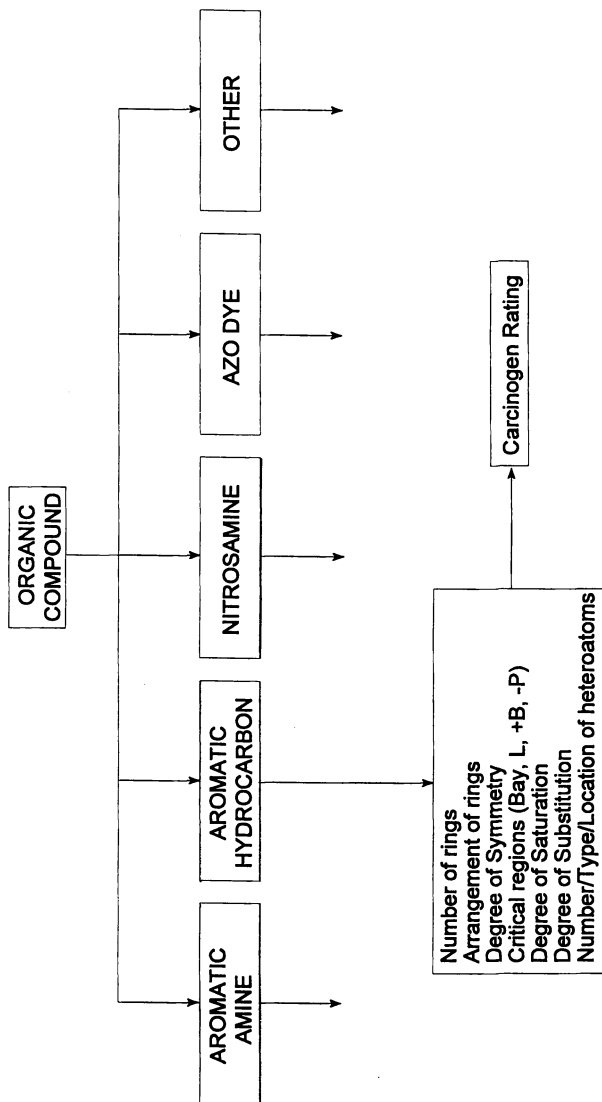 ORGANIC
COMPOUND
AROMATIC
AMINE
AROMATIC
HYDROCARBON
NITROSAMINE
AZO DYE
OTHER
Number of rings
Arrangement of rings
Degree of Symmetry
Critical regions (Bay, L, +B, -P)
Degree of Saturation
Degree of Substitution
Number/Type/Location of heteroatoms
Carcinogen Rating